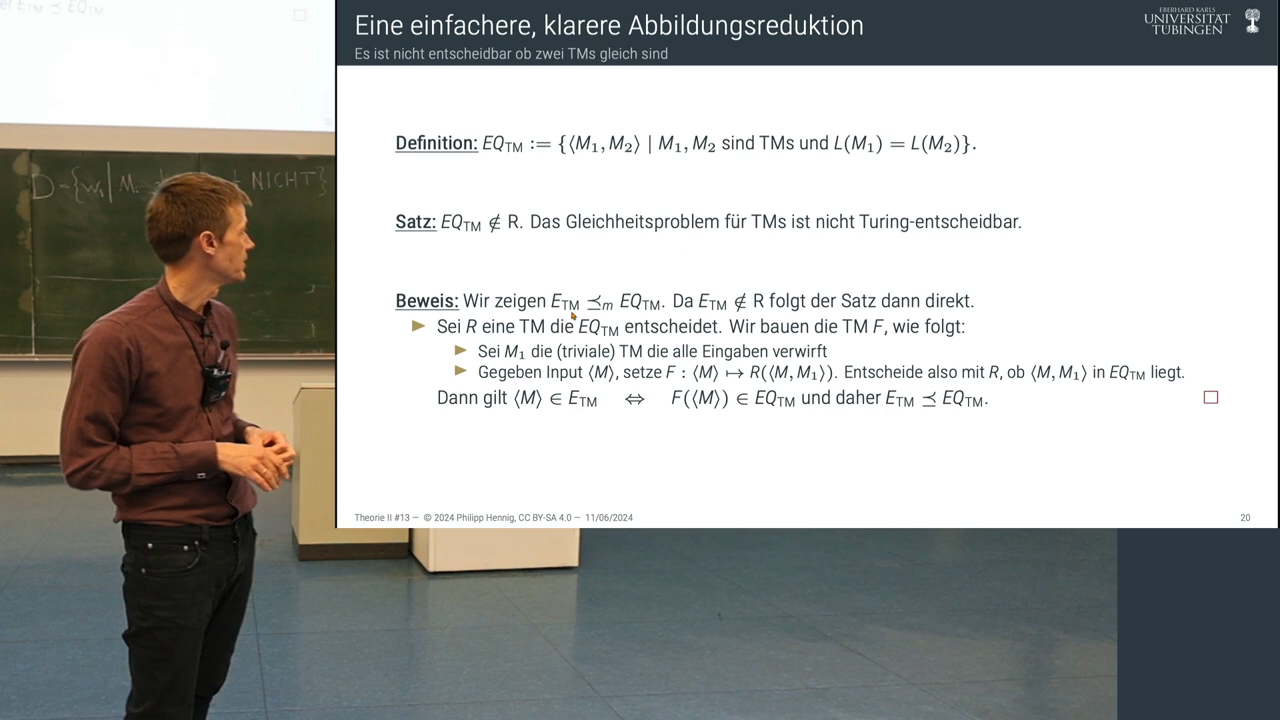 Eine einfachere, klarere Abbildungsreduktion
Es ist nicht entscheidbar ob zwei TMs gleich sind
EBERHARD KARLS
UNIVERSITÄT
TÜBINGEN
E_TM ⪯ EQ_TM
D={w_i|M NICHT}
Definition: EQ_TM := {⟨M₁, M₂⟩ | M₁, M₂ sind TMs und L(M₁) = L(M₂)}.
Satz: EQ_TM ∉ R. Das Gleichheitsproblem für TMs ist nicht Turing-entscheidbar.
Beweis: Wir zeigen E_TM ⪯_m EQ_TM. Da E_TM ∉ R folgt der Satz dann direkt.
Sei R eine TM die EQ_TM entscheidet. Wir bauen die TM F, wie folgt:
Sei M₁ die (triviale) TM die alle Eingaben verwirft
Gegeben Input ⟨M⟩, setze F : ⟨M⟩ ↦ R(⟨M, M₁⟩). Entscheide also mit R, ob ⟨M, M₁⟩ in EQ_TM liegt.
Dann gilt ⟨M⟩ ∈ E_TM ⇔ F(⟨M⟩) ∈ EQ_TM und daher E_TM ⪯ EQ_TM.
Theorie II #13 — © 2024 Philipp Hennig, CC BY-SA 4.0 — 11/06/2024
20